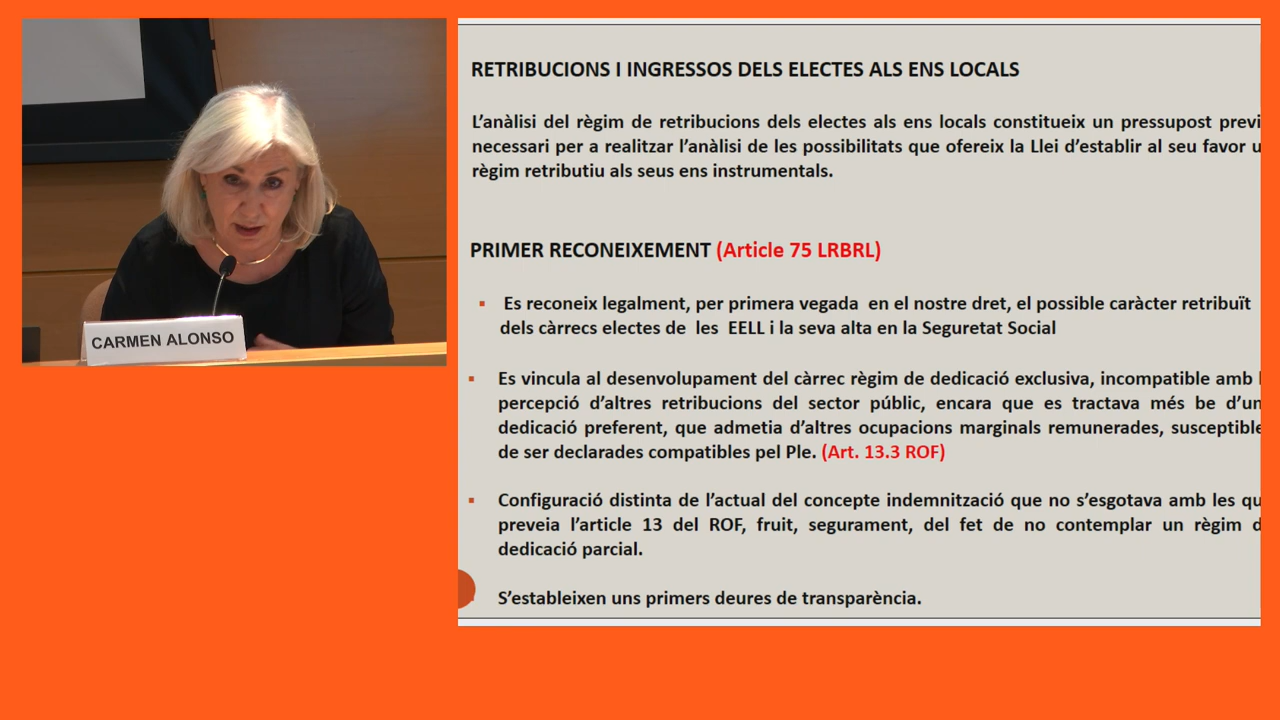 CARMEN ALONSO
RETRIBUCIONS I INGRESSOS DELS ELECTES ALS ENS LOCALS
L'anàlisi del règim de retribucions dels electes als ens locals constitueix un pressupost previ
necessari per a realitzar l'anàlisi de les possibilitats que ofereix la Llei d'establir al seu favor
règim retributiu als seus ens instrumentals.
PRIMER RECONEIXEMENT (Article 75 LRBRL)
Es reconeix legalment, per primera vegada en el nostre dret, el possible caràcter retribuït
dels càrrecs electes de les EELL i la seva alta en la Seguretat Social
Es vincula al desenvolupament del càrrec règim de dedicació exclusiva, incompatible amb
percepció d'altres retribucions del sector públic, encara que es tractava més be
dedicació preferent, que admetia d'altres ocupacions marginals remunerades, susceptible
de ser declarades compatibles pel Ple. (Art. 13.3 ROF)
Configuració distinta de l'actual del concepte indemnització que no s'esgotava amb les
preveia l'article 13 del ROF, fruit, segurament, del fet de no contemplar un règim
dedicació parcial.
S'estableixen uns primers deures de transparència.